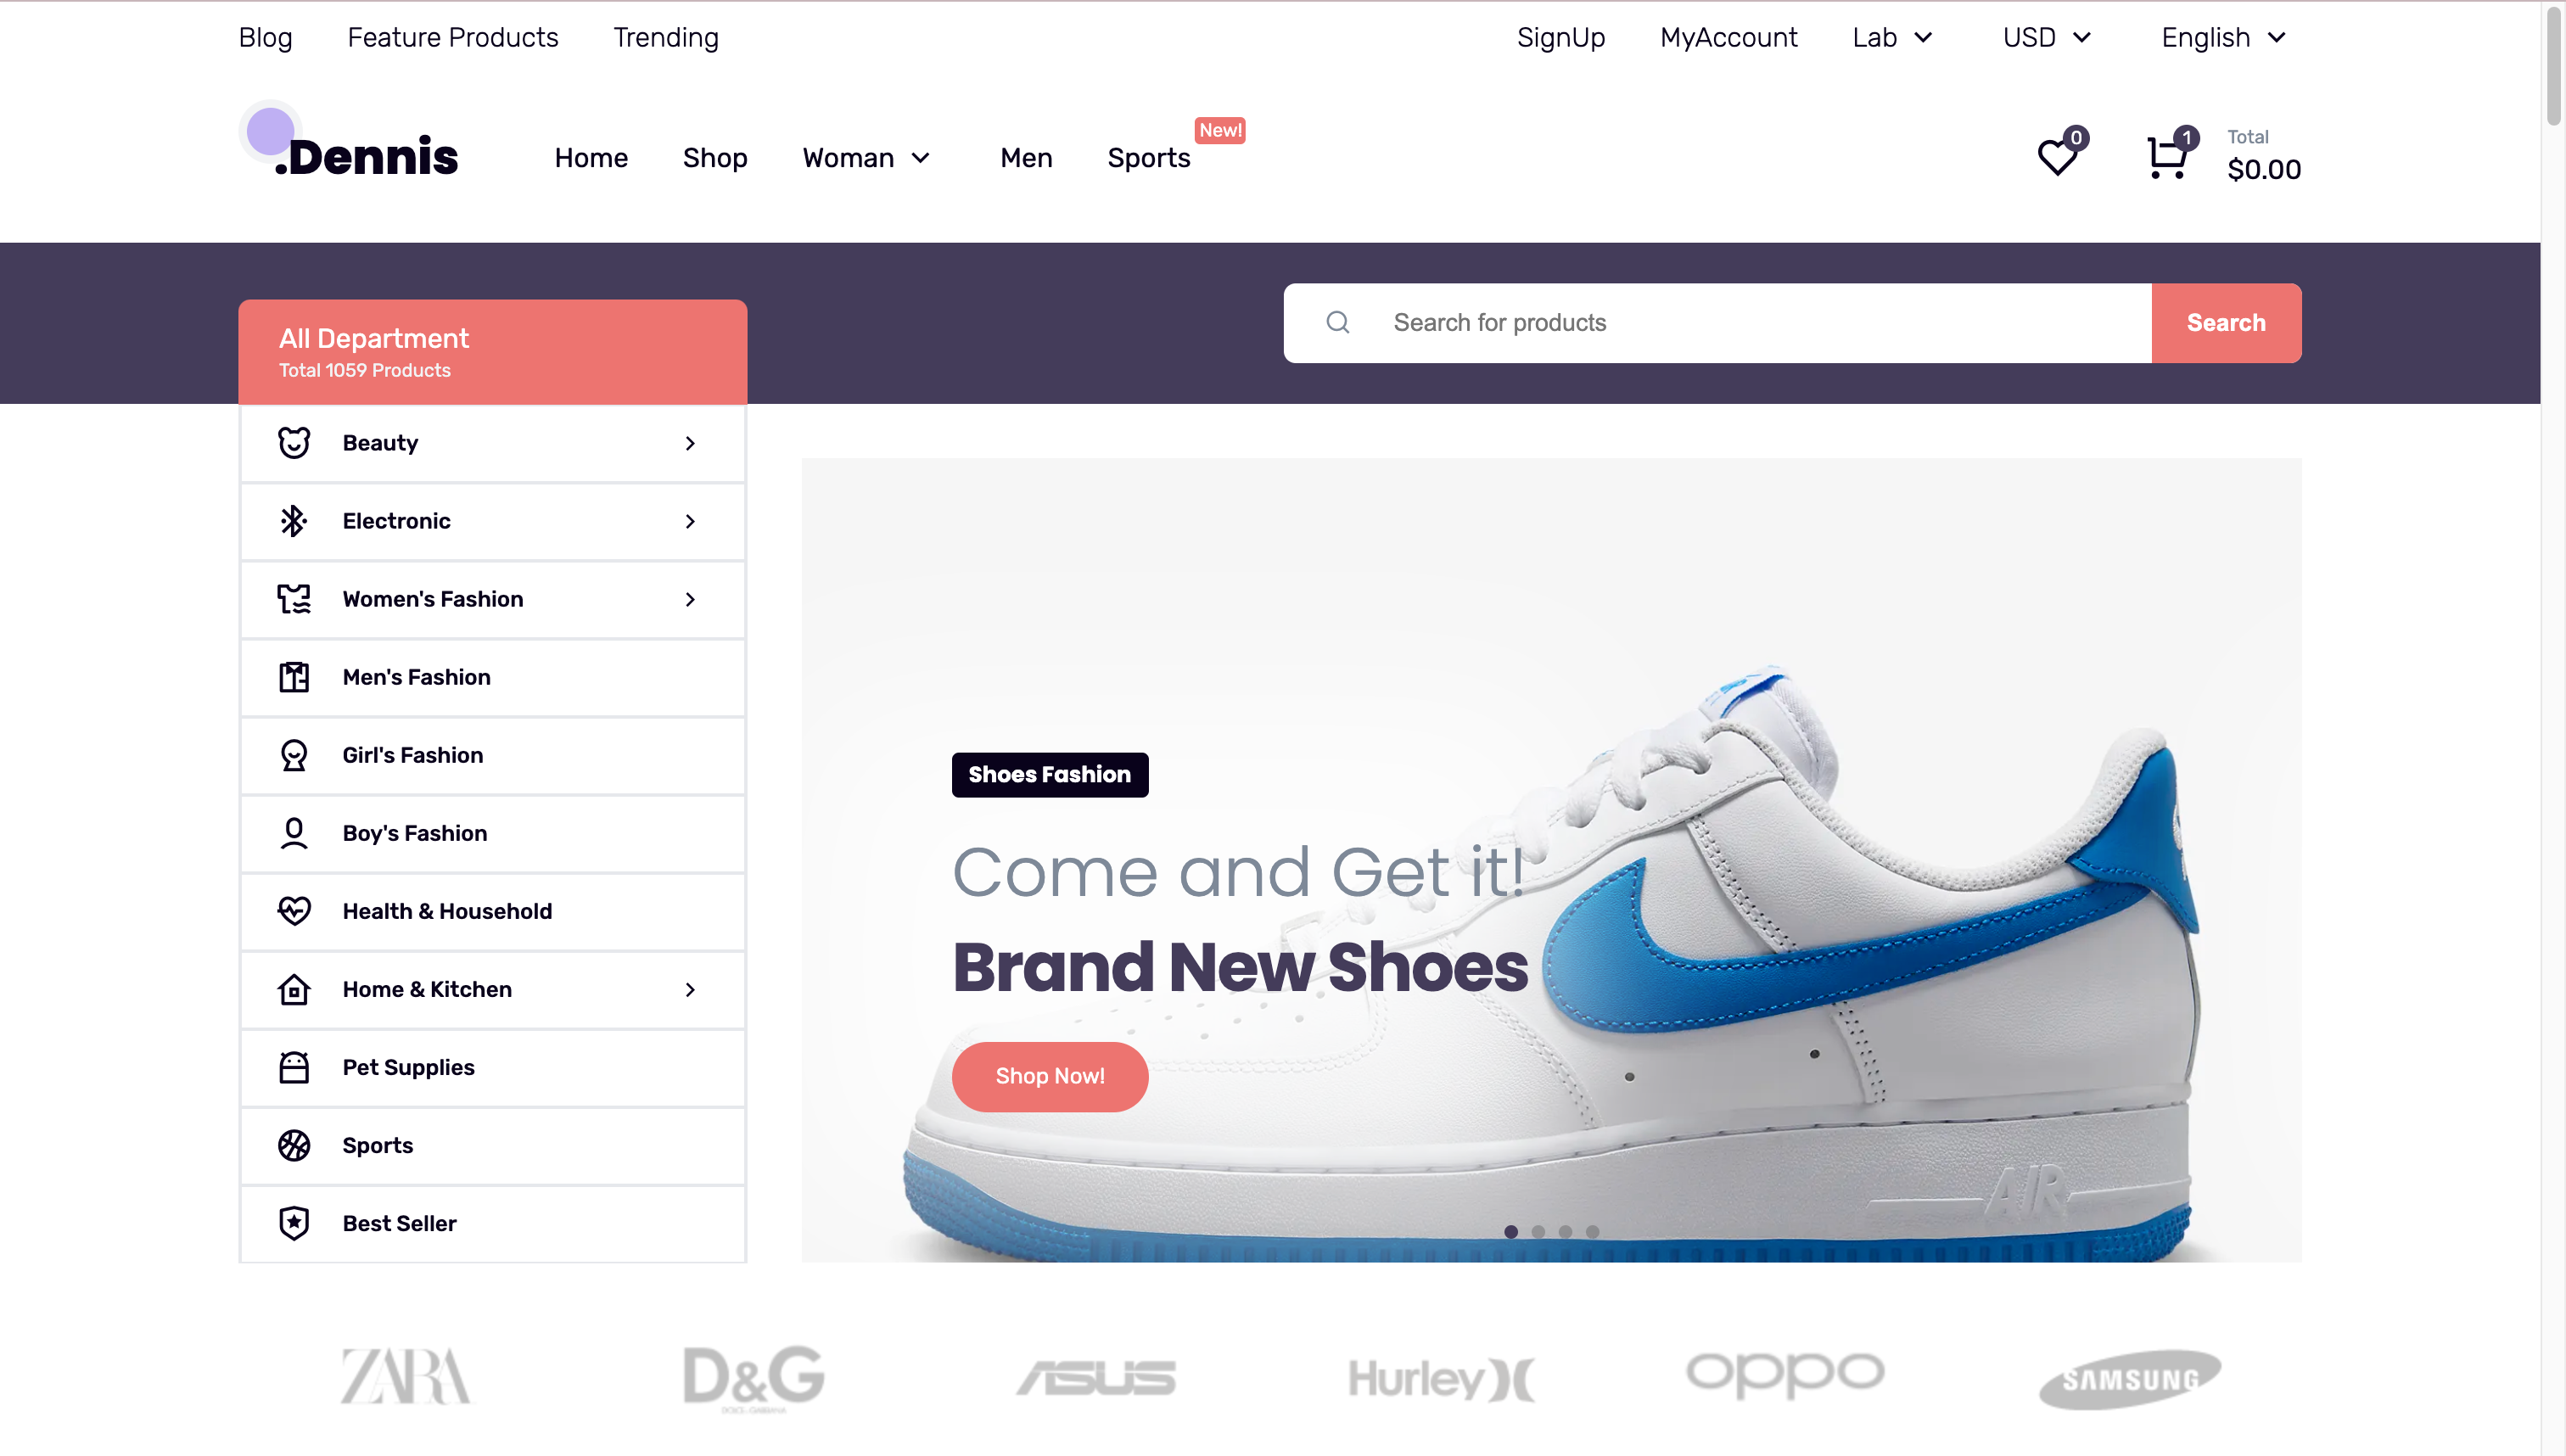 Blog Feature Products Trending SignUp MyAccount Lab USD English
.Dennis Home Shop Woman Men Sports New! 0 1 Total
$0.00
All Department
Total 1059 Products
Search for products Search
Beauty
Electronic
Women's Fashion
Men's Fashion
Girl's Fashion
Boy's Fashion
Health & Household
Home & Kitchen
Pet Supplies
Sports
Best Seller
Shoes Fashion
Come and Get it!
Brand New Shoes
Shop Now!
AIR
ZARA D&G ASUS Hurley oppo SAMSUNG
DOLCE & GABBANA